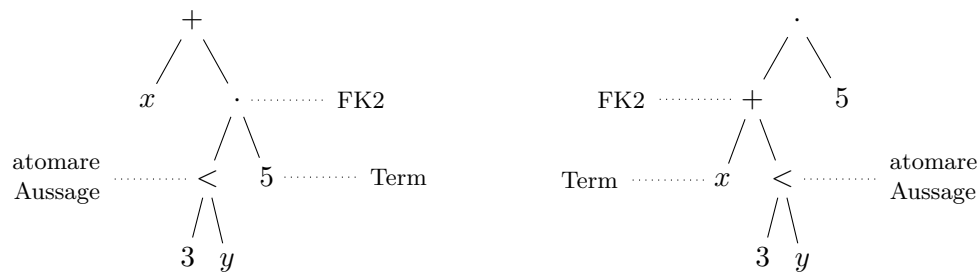 + ·
x · FK2 FK2 + 5
atomare
Aussage < 5 Term Term x < atomare
Aussage
3 y 3 y